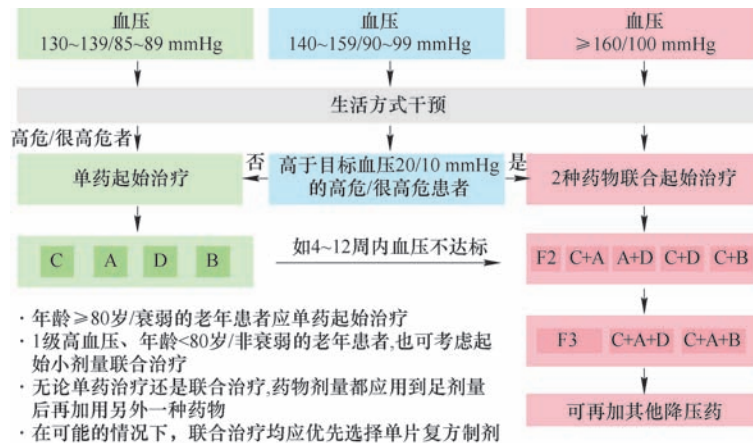 血压
130~139/85~89 mmHg
血压
140~159/90~99 mmHg
血压
≥160/100 mmHg
生活方式干预
高危/很高危者
单药起始治疗
否
高于目标血压20/10 mmHg
的高危/很高危患者
是
2种药物联合起始治疗
C A D B
如4~12周内血压不达标
F2 C+A A+D C+D C+B
·年龄≥80岁/衰弱的老年患者应单药起始治疗
·1级高血压、年龄<80岁/非衰弱的老年患者,也可考虑起
始小剂量联合治疗
·无论单药治疗还是联合治疗,药物剂量都应用到足剂量
后再加用另外一种药物
·在可能的情况下，联合治疗均应优先选择单片复方制剂
F3 C+A+D C+A+B
可再加其他降压药